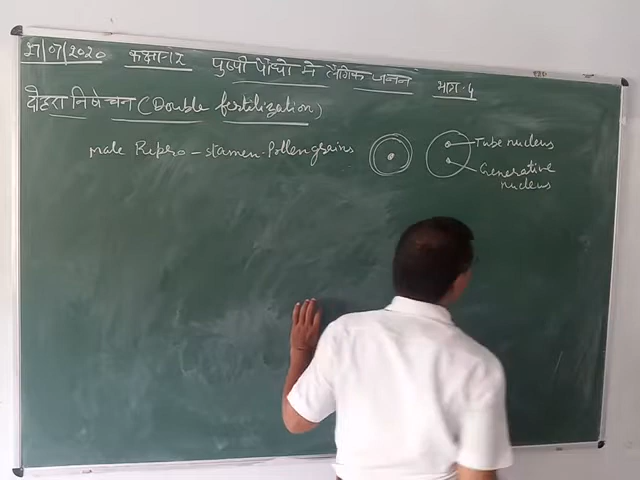 27/07/2020 कक्षा-12 पुष्पी पौधों में लैंगिक जनन भाग-4
दोहरा निषेचन (Double fertilization)
male Repro - stamen - Pollen grains
Tube nucleus
Generative
nucleus